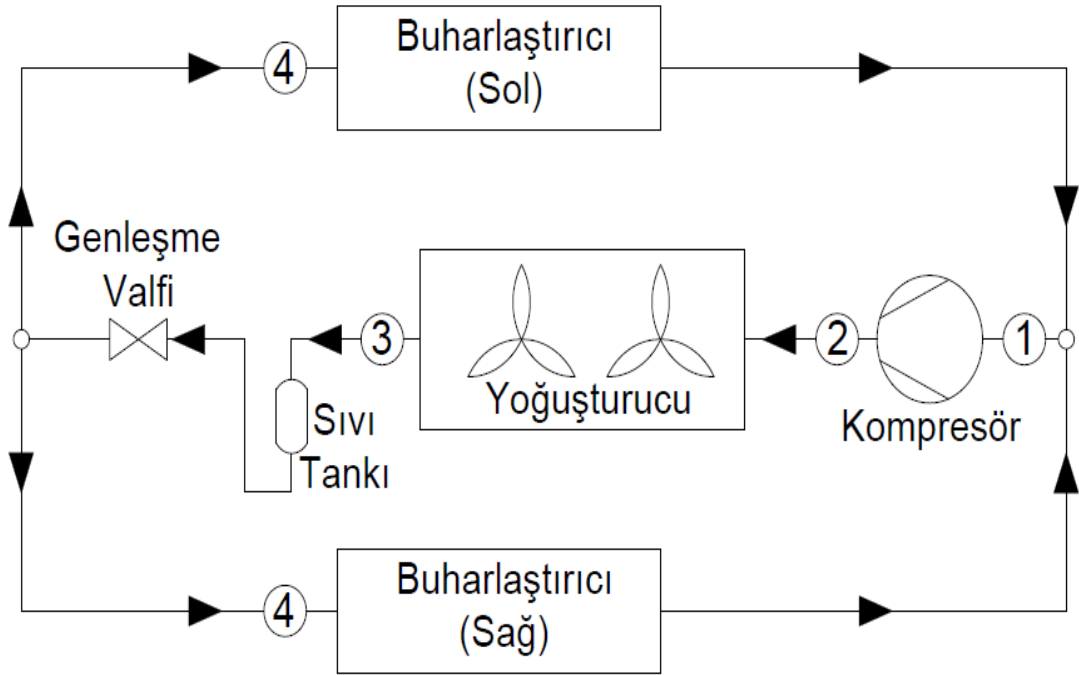 4
Buharlaştırıcı
(Sol)
Genleşme
Valfi
3
Sıvı
Tankı
Yoğuşturucu
2
1
Kompresör
4
Buharlaştırıcı
(Sağ)